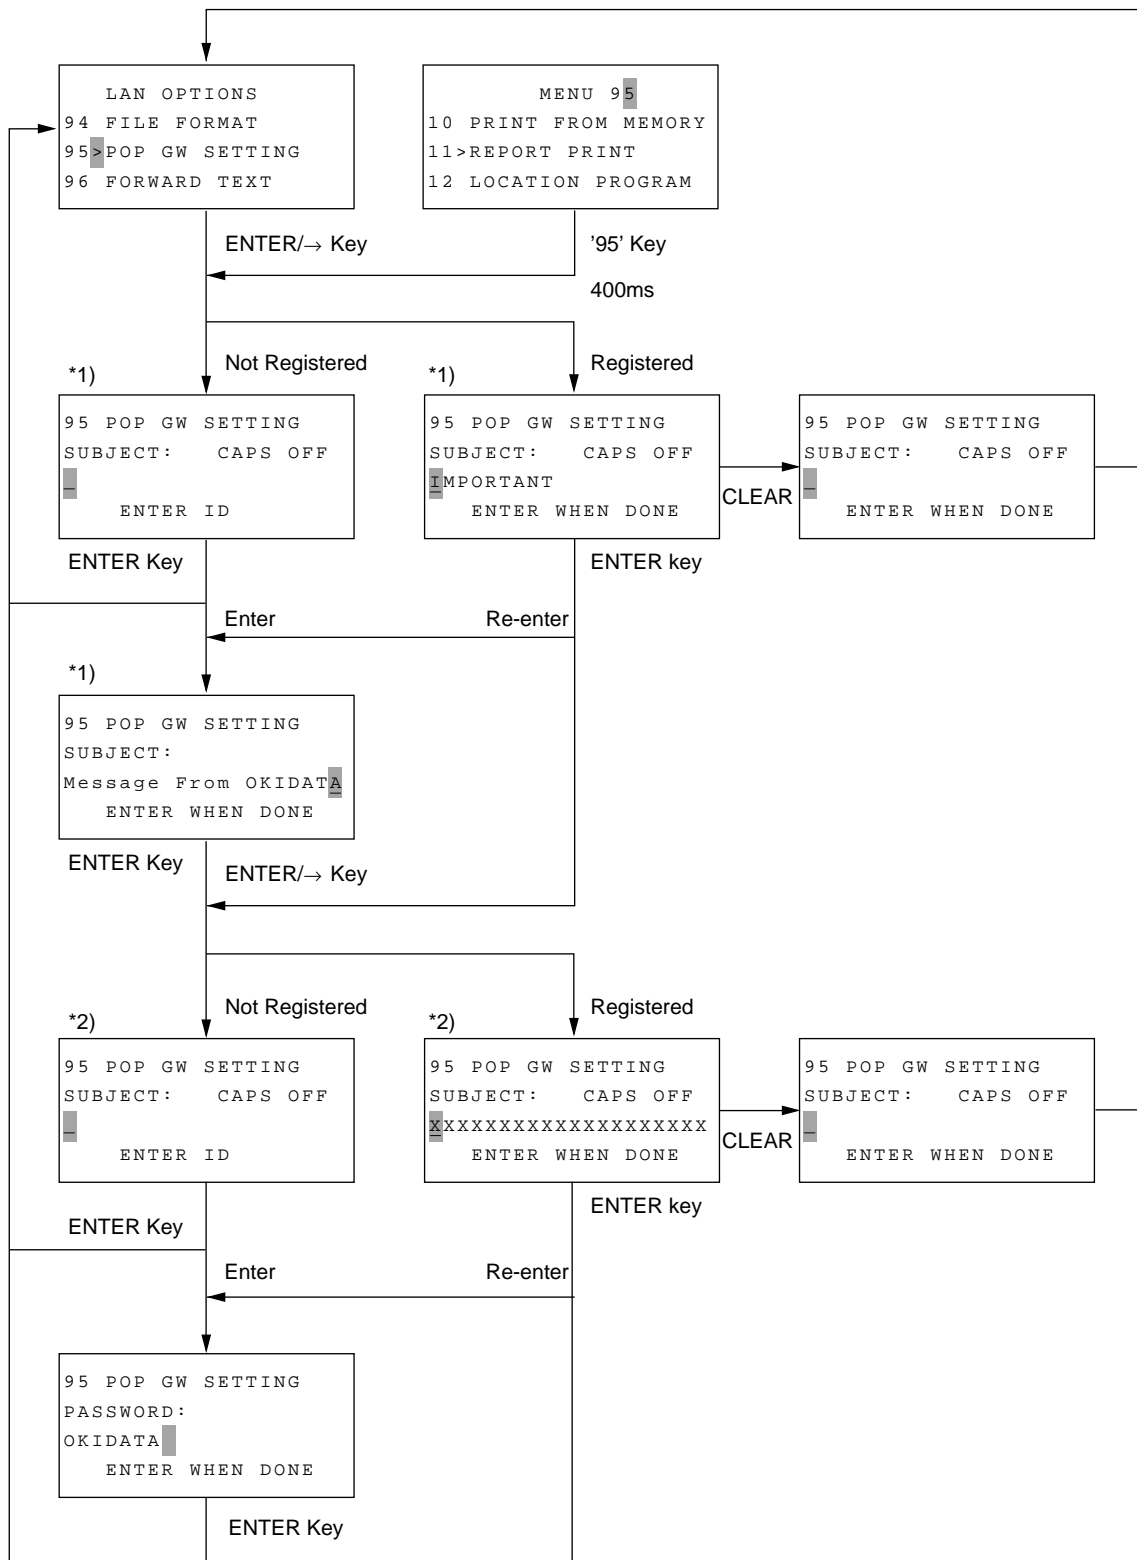 LAN OPTIONS
94 FILE FORMAT
95>POP GW SETTING
96 FORWARD TEXT
MENU 95
10 PRINT FROM MEMORY
11>REPORT PRINT
12 LOCATION PROGRAM
ENTER/→ Key
'95' Key
400ms
Not Registered
Registered
*1)
95 POP GW SETTING
SUBJECT: CAPS OFF
_
ENTER ID
*1)
95 POP GW SETTING
SUBJECT: CAPS OFF
IMPORTANT
ENTER WHEN DONE
CLEAR
95 POP GW SETTING
SUBJECT: CAPS OFF
_
ENTER WHEN DONE
ENTER Key
ENTER key
Enter
Re-enter
*1)
95 POP GW SETTING
SUBJECT:
Message From OKIDATA
ENTER WHEN DONE
ENTER Key
ENTER/→ Key
Not Registered
Registered
*2)
95 POP GW SETTING
SUBJECT: CAPS OFF
_
ENTER ID
*2)
95 POP GW SETTING
SUBJECT: CAPS OFF
XXXXXXXXXXXXXXXXXXXX
ENTER WHEN DONE
CLEAR
95 POP GW SETTING
SUBJECT: CAPS OFF
_
ENTER WHEN DONE
ENTER Key
ENTER key
Enter
Re-enter
95 POP GW SETTING
PASSWORD:
OKIDATA
ENTER WHEN DONE
ENTER Key